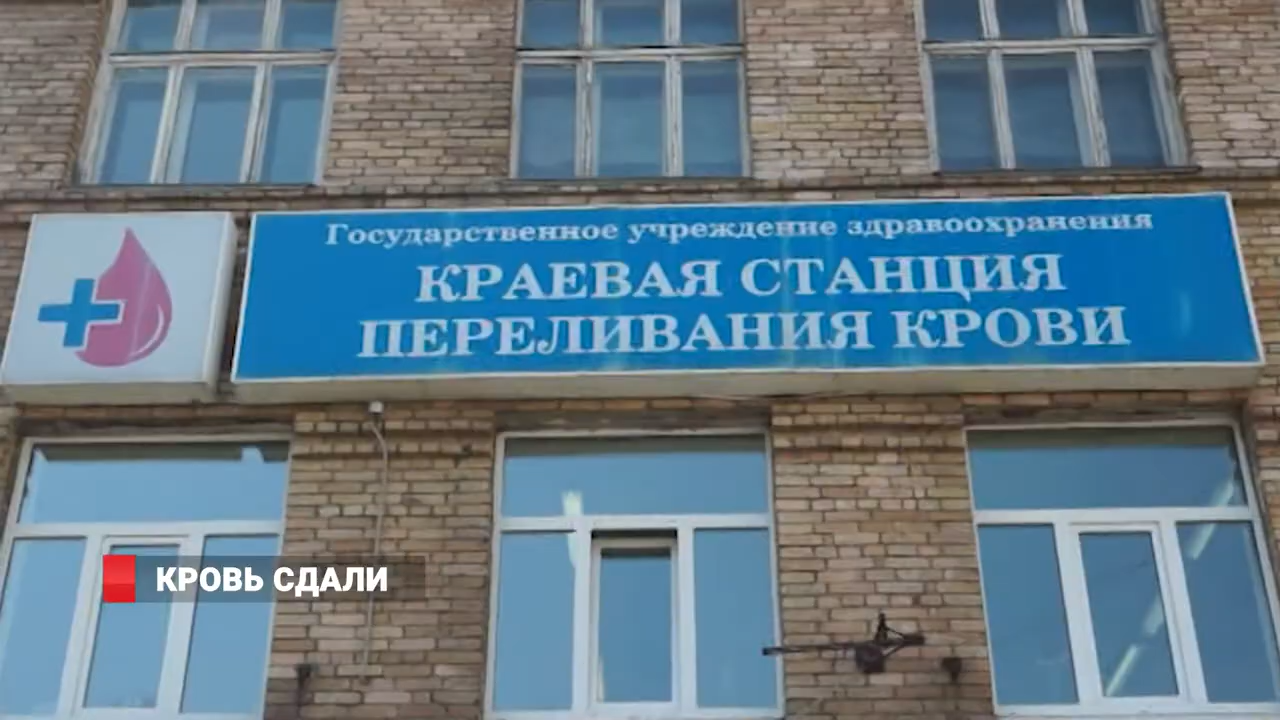 Государственное учреждение здравоохранения
КРАЕВАЯ СТАНЦИЯ
ПЕРЕЛИВАНИЯ КРОВИ
КРОВЬ СДАЛИ